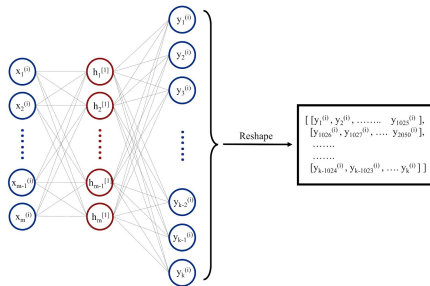 x₁⁽ⁱ⁾
x₂⁽ⁱ⁾
xₘ₋₁⁽ⁱ⁾
xₘ⁽ⁱ⁾
h₁⁽¹⁾
h₂⁽¹⁾
hₘ₋₁⁽¹⁾
hₘ⁽¹⁾
y₁⁽ⁱ⁾
y₂⁽ⁱ⁾
y₃⁽ⁱ⁾
yₖ₋₂⁽ⁱ⁾
yₖ₋₁⁽ⁱ⁾
yₖ⁽ⁱ⁾
Reshape
[ [y₁⁽ⁱ⁾, y₂⁽ⁱ⁾, ........ y₁₀₂₅⁽ⁱ⁾ ],
[y₁₀₂₆⁽ⁱ⁾, y₁₀₂₇⁽ⁱ⁾, .... y₂₀₅₀⁽ⁱ⁾],
.......
.......
[yₖ₋₁₀₂₄⁽ⁱ⁾, yₖ₋₁₀₂₃⁽ⁱ⁾, .... yₖ⁽ⁱ⁾ ] ]